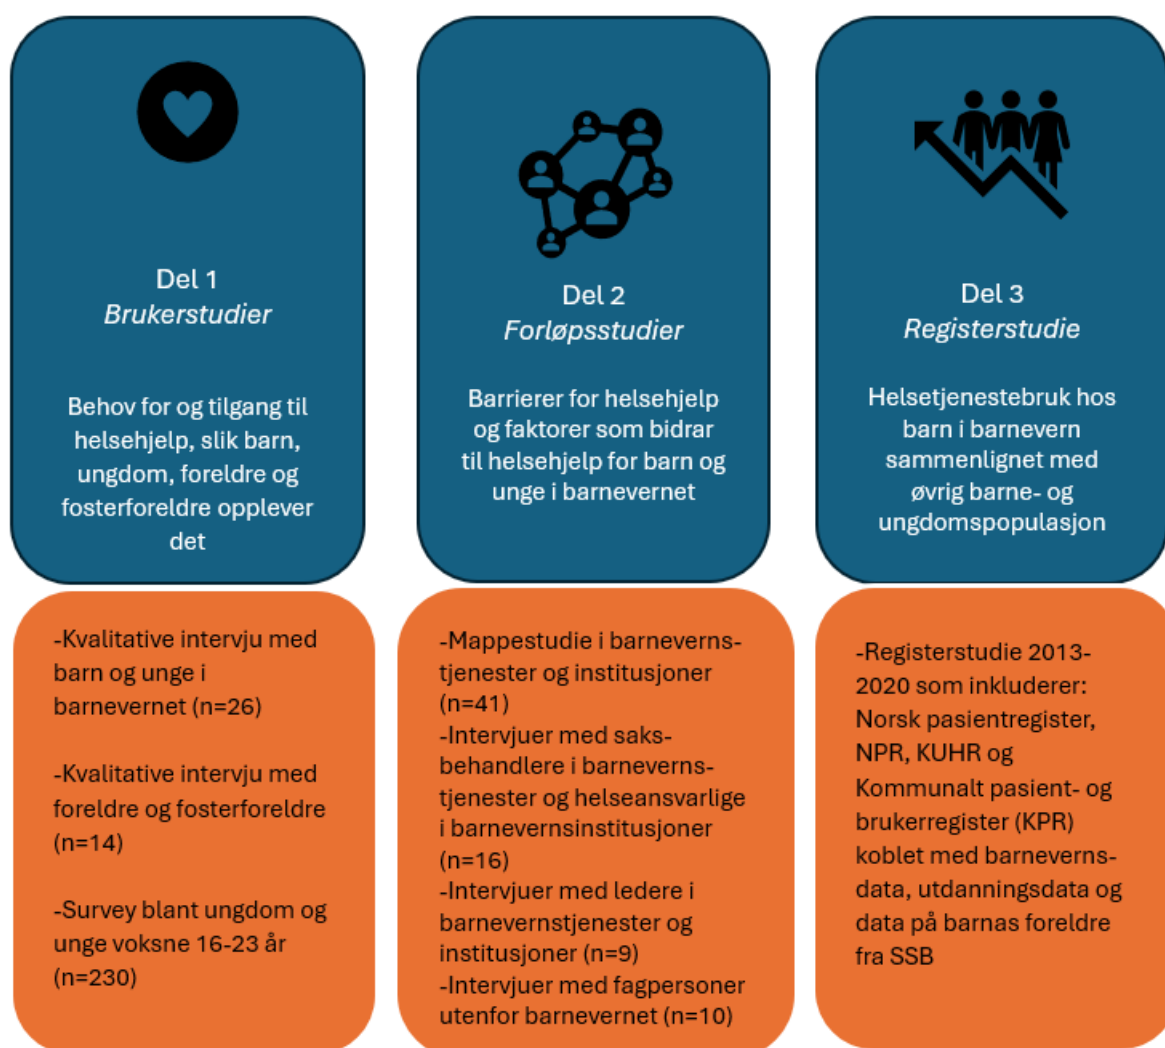 Del 1
Brukerstudier
Behov for og tilgang til
helsehjelp, slik barn,
ungdom, foreldre og
fosterforeldre opplever
det
-Kvalitative intervju med
barn og unge i
barnevernet (n=26)
-Kvalitative intervju med
foreldre og fosterforeldre
(n=14)
-Survey blant ungdom og
unge voksne 16-23 år
(n=230)
Del 2
Forløpsstudier
Barrierer for helsehjelp
og faktorer som bidrar
til helsehjelp for barn og
unge i barnevernet
-Mappestudie i barneverns-
tjenester og institusjoner
(n=41)
-Intervjuer med saks-
behandlere i barneverns-
tjenester og helseansvarlige
i barnevernsinstitusjoner
(n=16)
-Intervjuer med ledere i
barnevernstjenester og
institusjoner (n=9)
-Intervjuer med fagpersoner
utenfor barnevernet (n=10)
Del 3
Registerstudie
Helsetjenestebruk hos
barn i barnevern
sammenlignet med
øvrig barne- og
ungdomspopulasjon
-Registerstudie 2013-
2020 som inkluderer:
Norsk pasientregister,
NPR, KUHR og
Kommunalt pasient- og
brukerregister (KPR)
koblet med barneverns-
data, utdanningsdata og
data på barnas foreldre
fra SSB